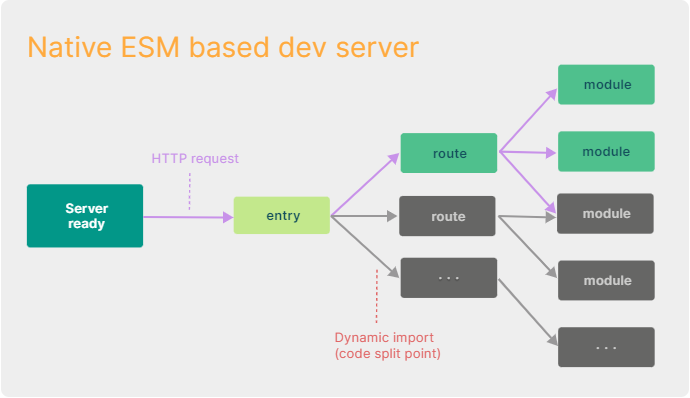 Native ESM based dev server
HTTP request
Server
ready
entry
route
route
· · ·
module
module
module
module
· · ·
Dynamic import
(code split point)